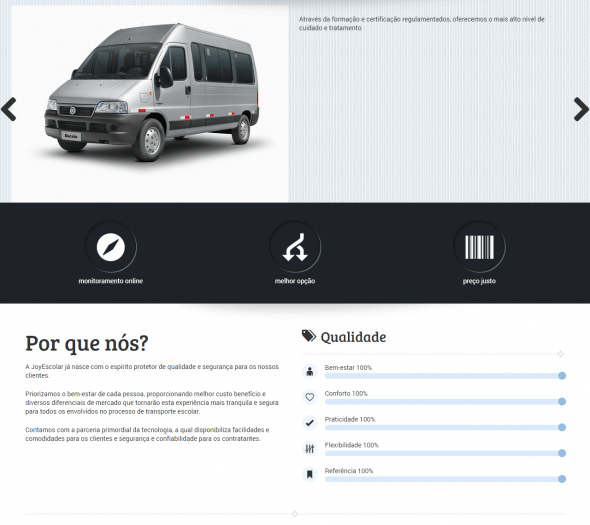 Através da formação e certificação regulamentados, oferecemos o mais alto nível de
cuidado e tratamento
Ducato
monitoramento online
melhor opção
preço justo
Por que nós?
A JoyEscolar já nasce com o espírito protetor de qualidade e segurança para os nossos
clientes.
Priorizamos o bem-estar de cada pessoa, proporcionando melhor custo benefício e
diversos diferenciais de mercado que tornarão esta experiência mais tranquila e segura
para todos os envolvidos no processo de transporte escolar.
Contamos com a parceria primordial da tecnologia, a qual disponibiliza facilidades e
comodidades para os clientes e segurança e confiabilidade para os contratantes.
Qualidade
Bem-estar 100%
Conforto 100%
Praticidade 100%
Flexibilidade 100%
Referência 100%